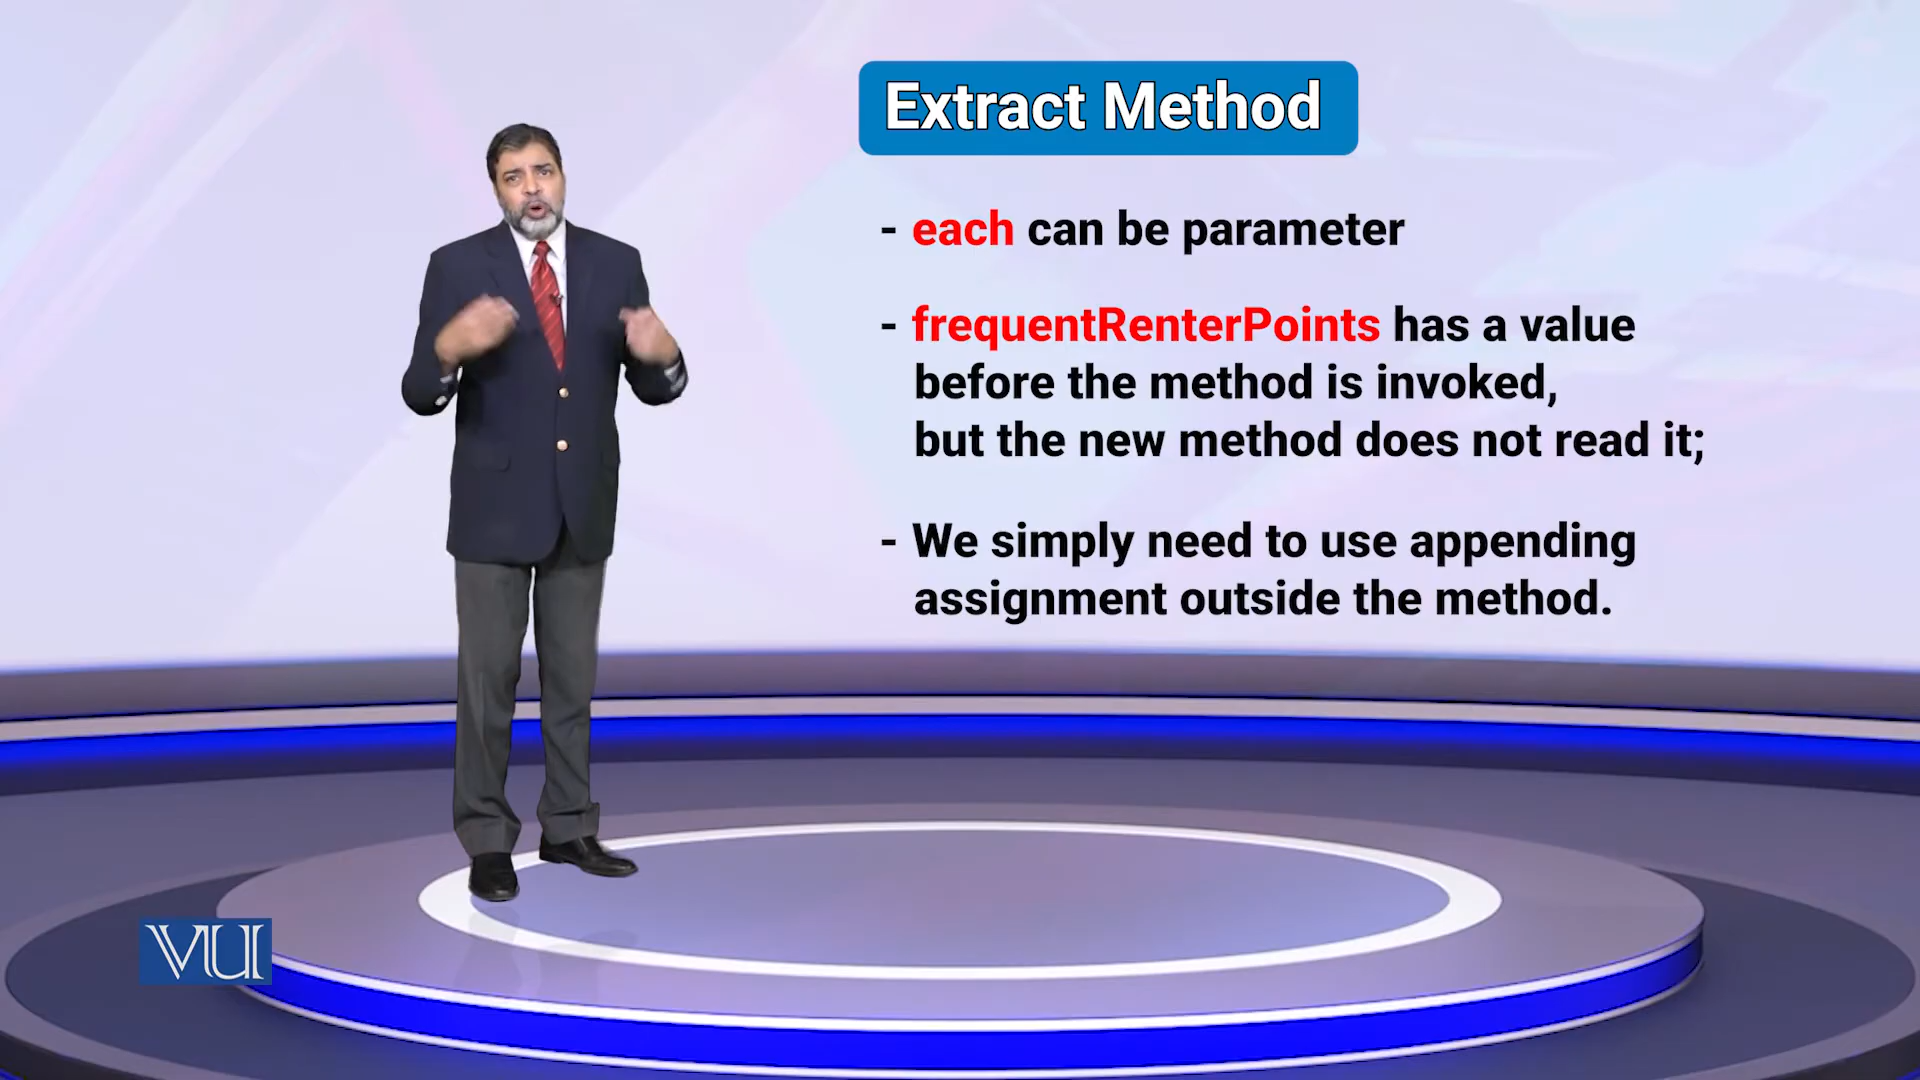 Extract Method
- each can be parameter
- frequentRenterPoints has a value
before the method is invoked,
but the new method does not read it;
- We simply need to use appending
assignment outside the method.
VU